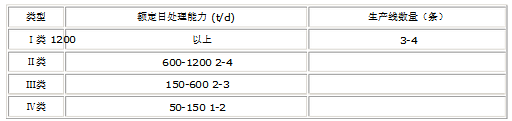 类型 额定日处理能力 (t/d) 生产线数量（条）
Ⅰ类 1200 以上 3-4
Ⅱ类 600-1200 2-4
Ⅲ类 150-600 2-3
Ⅳ类 50-150 1-2